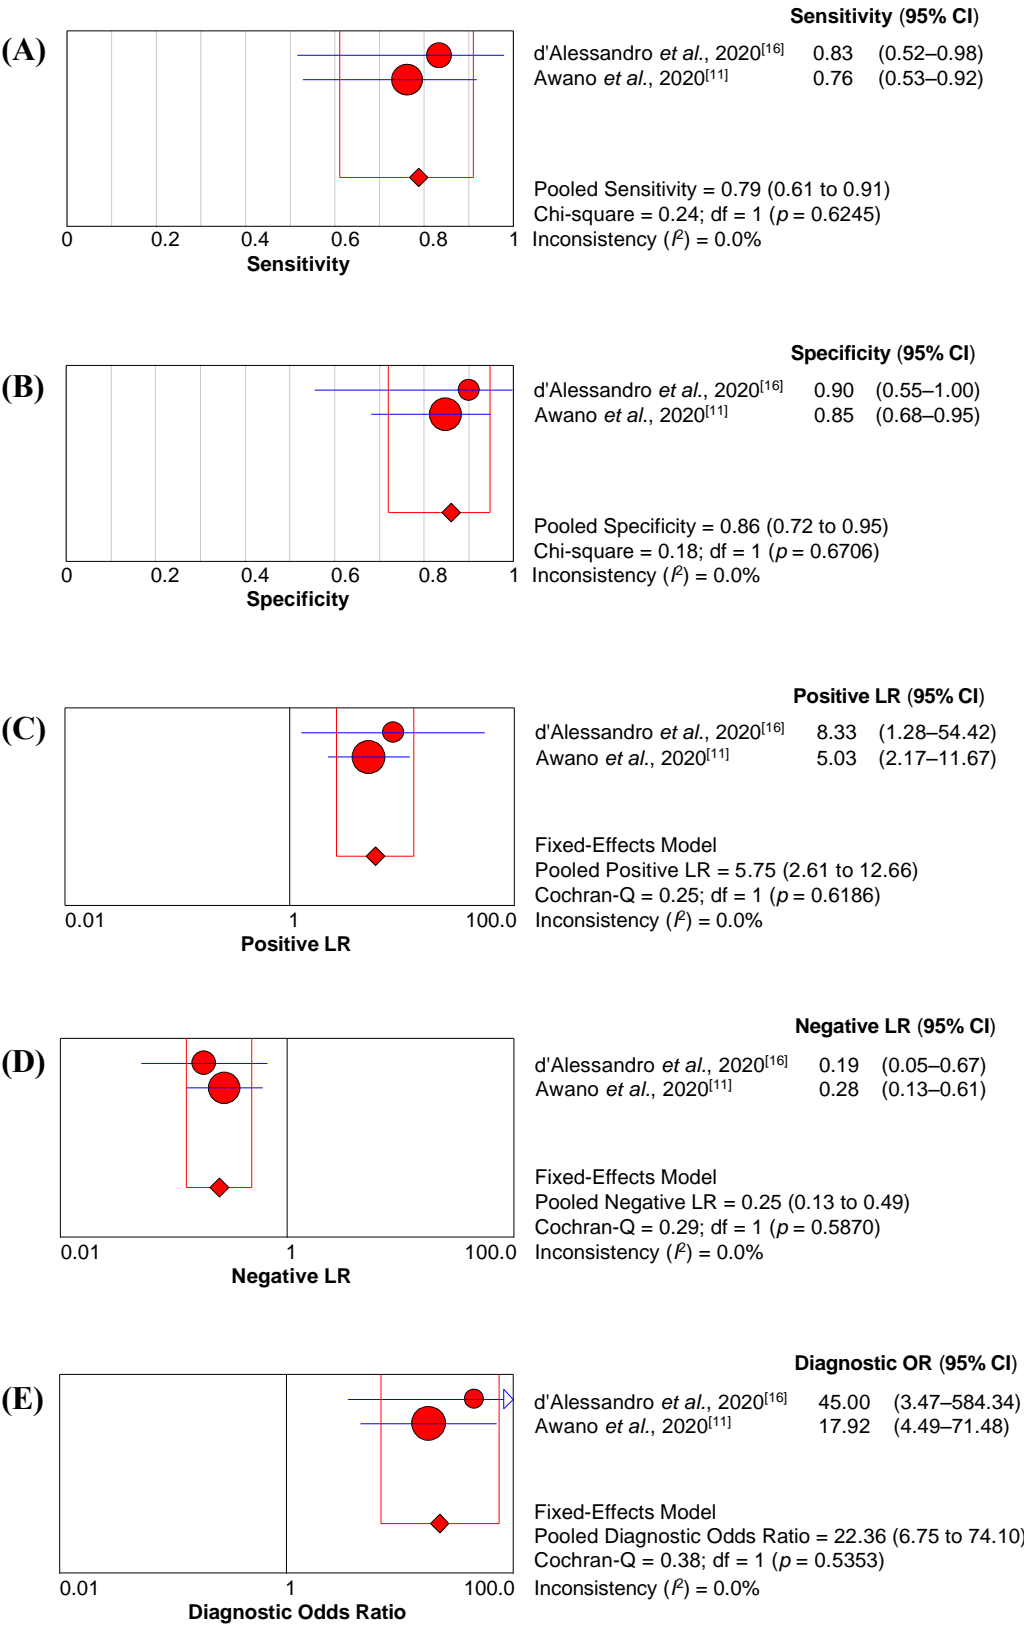 (A)
Sensitivity (95% CI)
d'Alessandro et al., 2020[16] 0.83 (0.52–0.98)
Awano et al., 2020[11] 0.76 (0.53–0.92)
Pooled Sensitivity = 0.79 (0.61 to 0.91)
Chi-square = 0.24; df = 1 (p = 0.6245)
Inconsistency (I²) = 0.0%
0 0.2 0.4 0.6 0.8 1
Sensitivity
(B)
Specificity (95% CI)
d'Alessandro et al., 2020[16] 0.90 (0.55–1.00)
Awano et al., 2020[11] 0.85 (0.68–0.95)
Pooled Specificity = 0.86 (0.72 to 0.95)
Chi-square = 0.18; df = 1 (p = 0.6706)
Inconsistency (I²) = 0.0%
0 0.2 0.4 0.6 0.8 1
Specificity
(C)
Positive LR (95% CI)
d'Alessandro et al., 2020[16] 8.33 (1.28–54.42)
Awano et al., 2020[11] 5.03 (2.17–11.67)
Fixed-Effects Model
Pooled Positive LR = 5.75 (2.61 to 12.66)
Cochran-Q = 0.25; df = 1 (p = 0.6186)
Inconsistency (I²) = 0.0%
0.01 1 100.0
Positive LR
(D)
Negative LR (95% CI)
d'Alessandro et al., 2020[16] 0.19 (0.05–0.67)
Awano et al., 2020[11] 0.28 (0.13–0.61)
Fixed-Effects Model
Pooled Negative LR = 0.25 (0.13 to 0.49)
Cochran-Q = 0.29; df = 1 (p = 0.5870)
Inconsistency (I²) = 0.0%
0.01 1 100.0
Negative LR
(E)
Diagnostic OR (95% CI)
d'Alessandro et al., 2020[16] 45.00 (3.47–584.34)
Awano et al., 2020[11] 17.92 (4.49–71.48)
Fixed-Effects Model
Pooled Diagnostic Odds Ratio = 22.36 (6.75 to 74.10)
Cochran-Q = 0.38; df = 1 (p = 0.5353)
Inconsistency (I²) = 0.0%
0.01 1 100.0
Diagnostic Odds Ratio